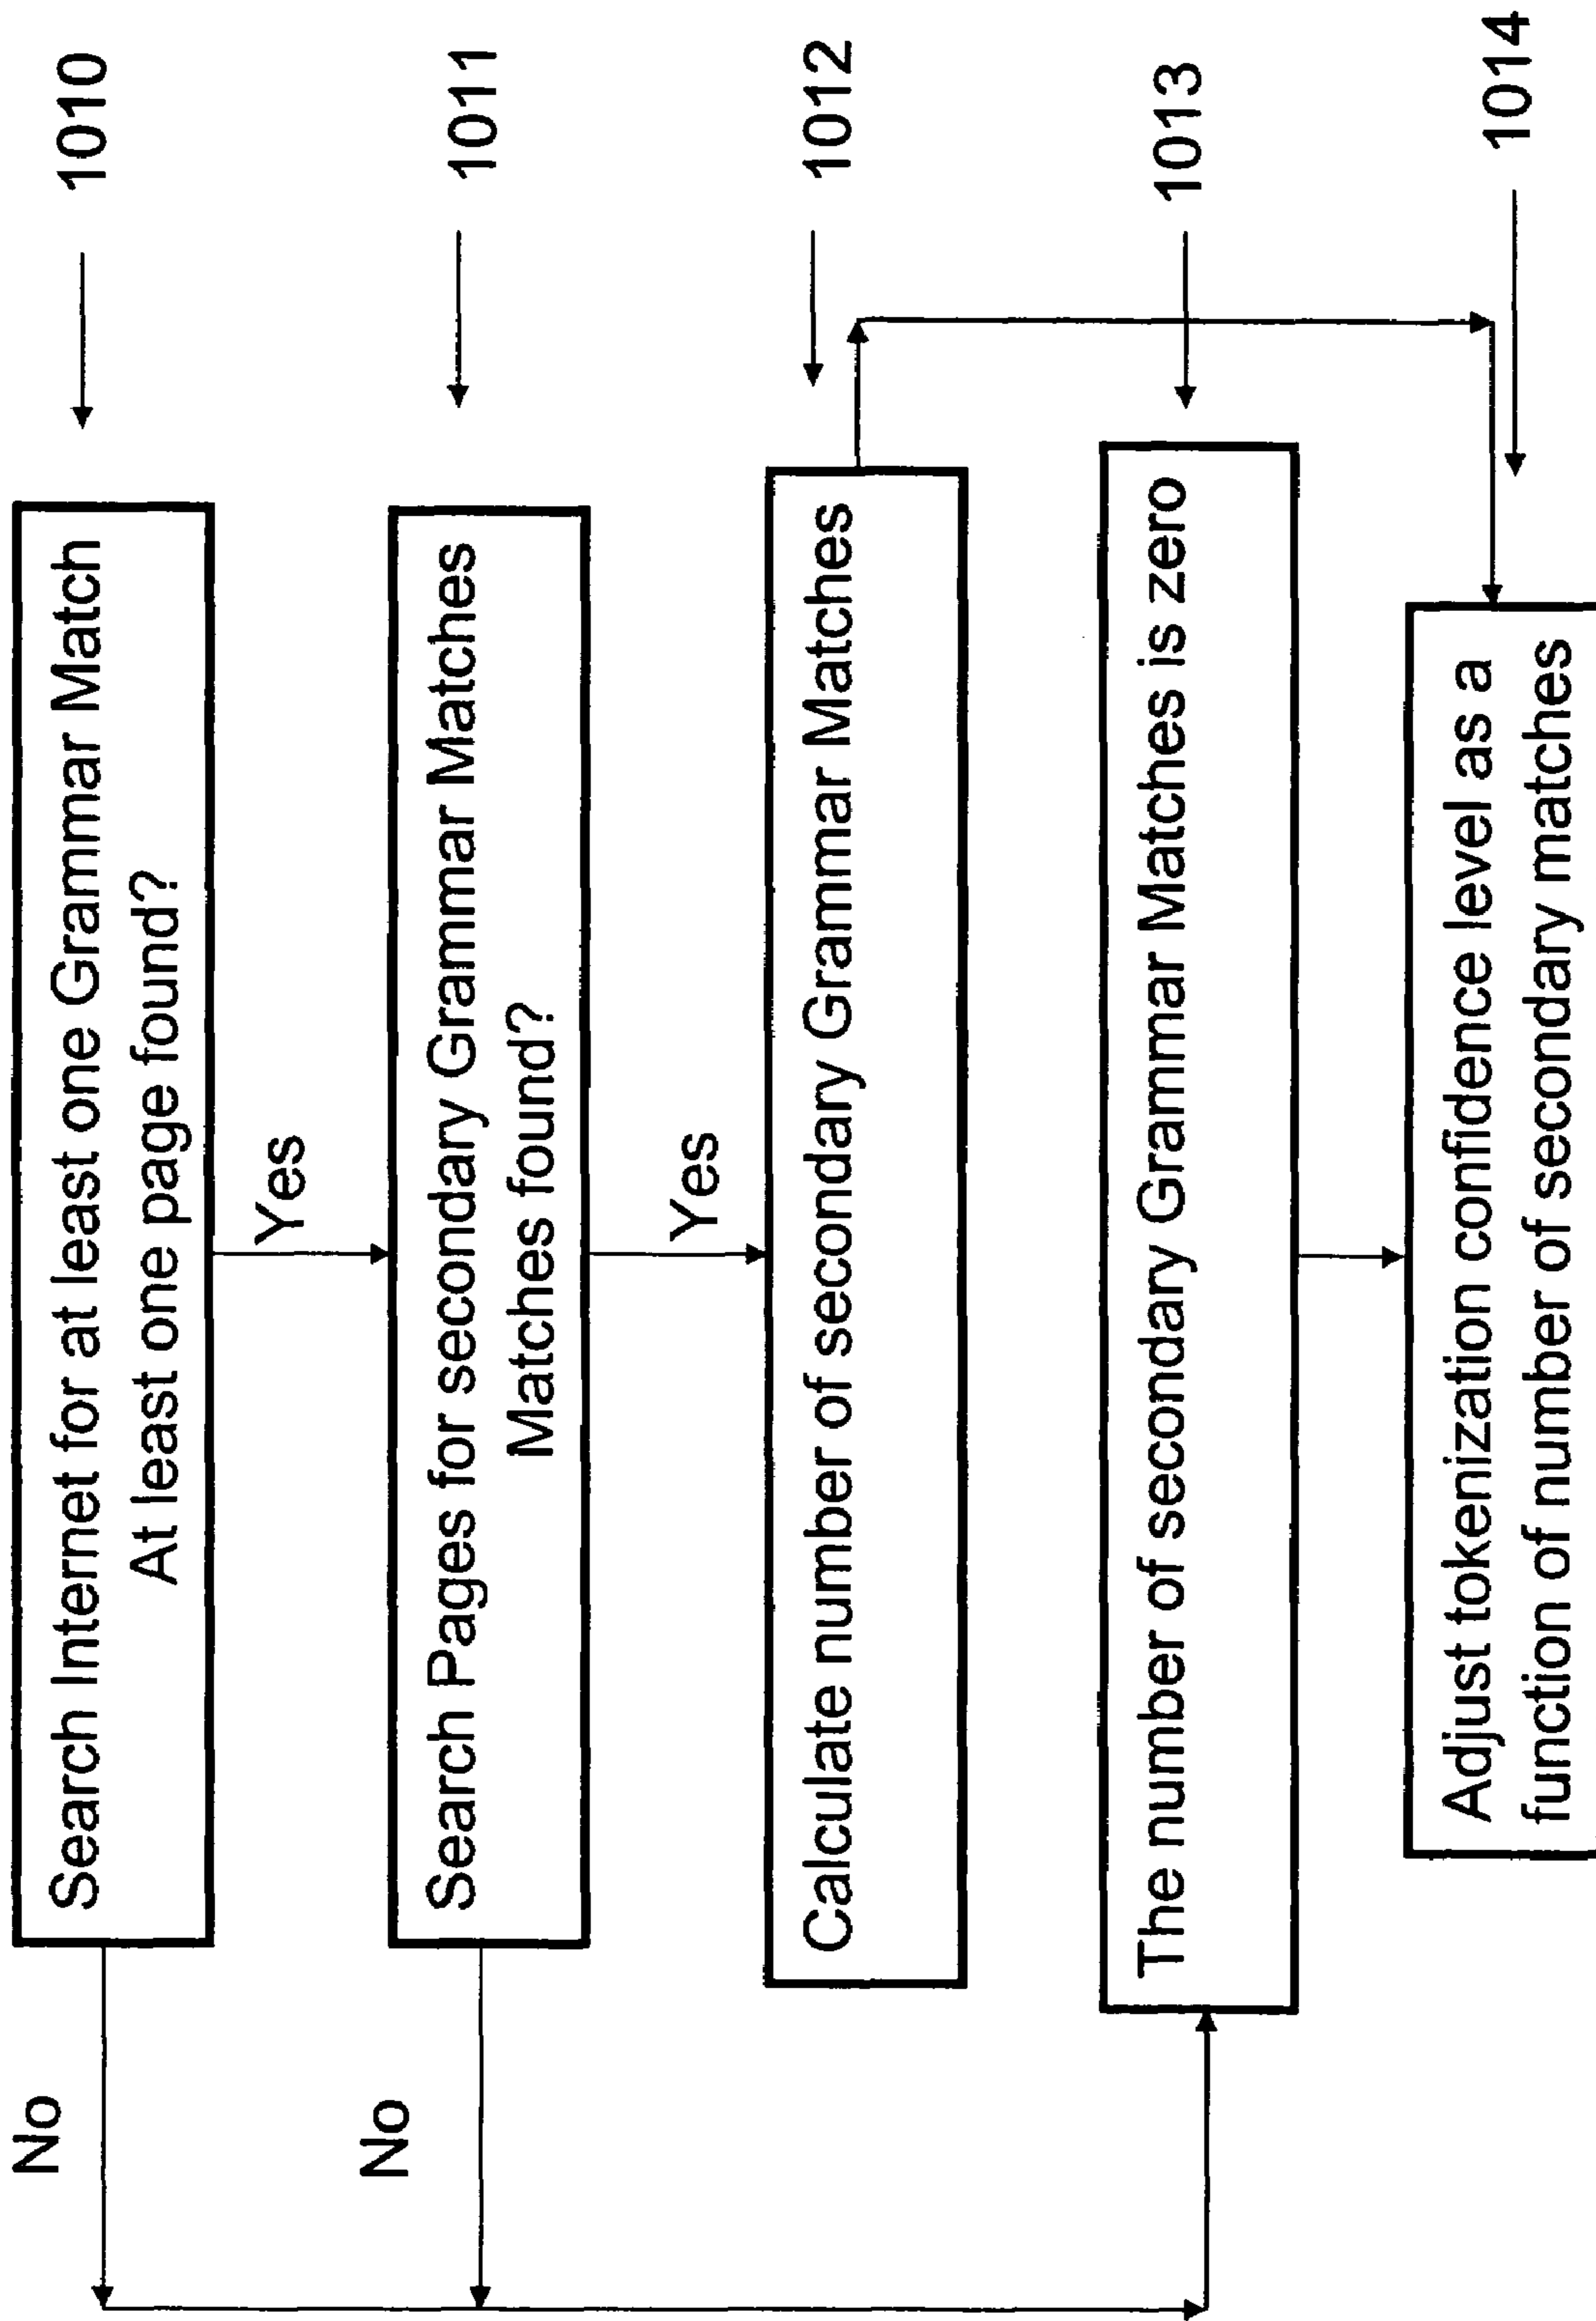 Search Internet for at least one Grammar Match
At least one page found?
1010
No
Yes
Search Pages for secondary Grammar Matches
Matches found?
1011
No
Yes
Calculate number of secondary Grammar Matches
1012
The number of secondary Grammar Matches is zero
1013
Adjust tokenization confidence level as a
function of number of secondary matches
1014